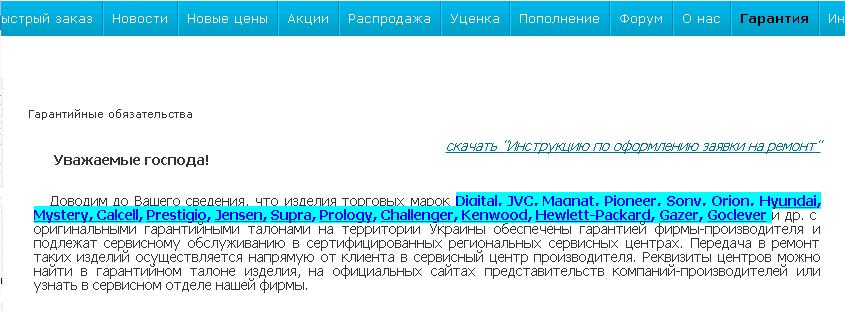 ыстрый заказ Новости Новые цены Акции Распродажа Уценка Пополнение Форум О нас Гарантия Ин
Гарантийные обязательства
скачать "Инструкцию по оформлению заявки на ремонт"
Уважаемые господа!
Доводим до Вашего сведения, что изделия торговых марок Digital, JVC, Magnat, Pioneer, Sony, Orion, Hyundai,
Mystery, Calcell, Prestigio, Jensen, Supra, Prology, Challenger, Kenwood, Hewlett-Packard, Gazer, Goclever и др. с
оригинальными гарантийными талонами на территории Украины обеспечены гарантией фирмы-производителя и
подлежат сервисному обслуживанию в сертифицированных региональных сервисных центрах. Передача в ремонт
таких изделий осуществляется напрямую от клиента в сервисный центр производителя. Реквизиты центров можно
найти в гарантийном талоне изделия, на официальных сайтах представительств компаний-производителей или
узнать в сервисном отделе нашей фирмы.